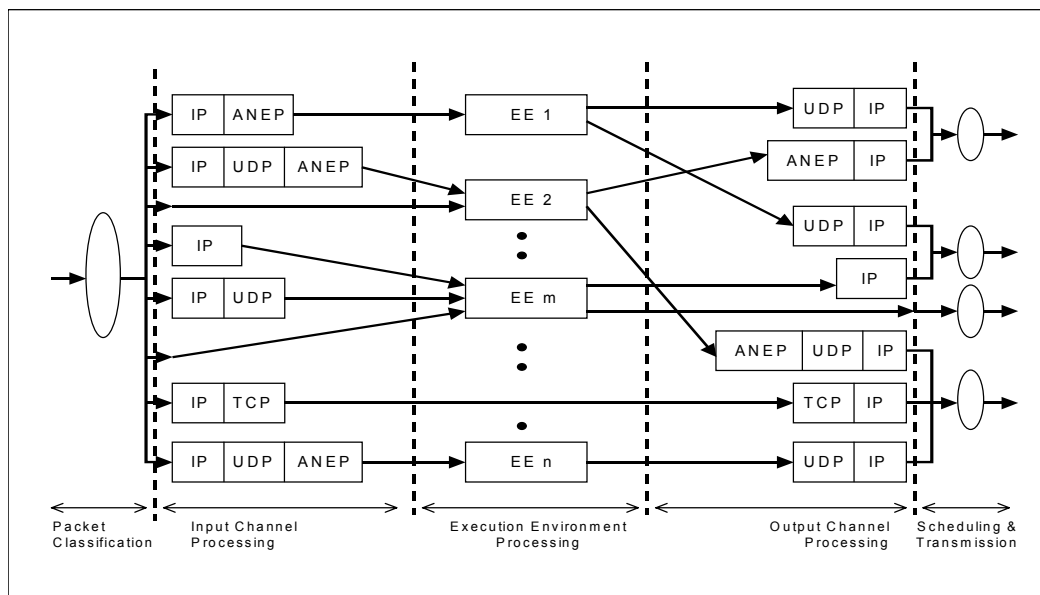 IP ANEP
EE 1
UDP IP
IP UDP ANEP
ANEP IP
EE 2
UDP IP
IP
IP
IP UDP
EE m
ANEP UDP IP
IP TCP
TCP IP
IP UDP ANEP
EE n
UDP IP
Packet
Classification
Input Channel
Processing
Execution Environment
Processing
Output Channel
Processing
Scheduling &
Transmission